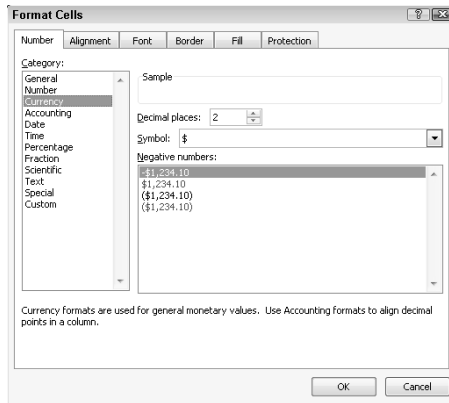 Format Cells
Number Alignment Font Border Fill Protection
Category:
General
Number
Currency
Accounting
Date
Time
Percentage
Fraction
Scientific
Text
Special
Custom
Sample
Decimal places: 2
Symbol: $
Negative numbers:
-$1,234.10
$1,234.10
($1,234.10)
($1,234.10)
Currency formats are used for general monetary values. Use Accounting formats to align decimal
points in a column.
OK Cancel